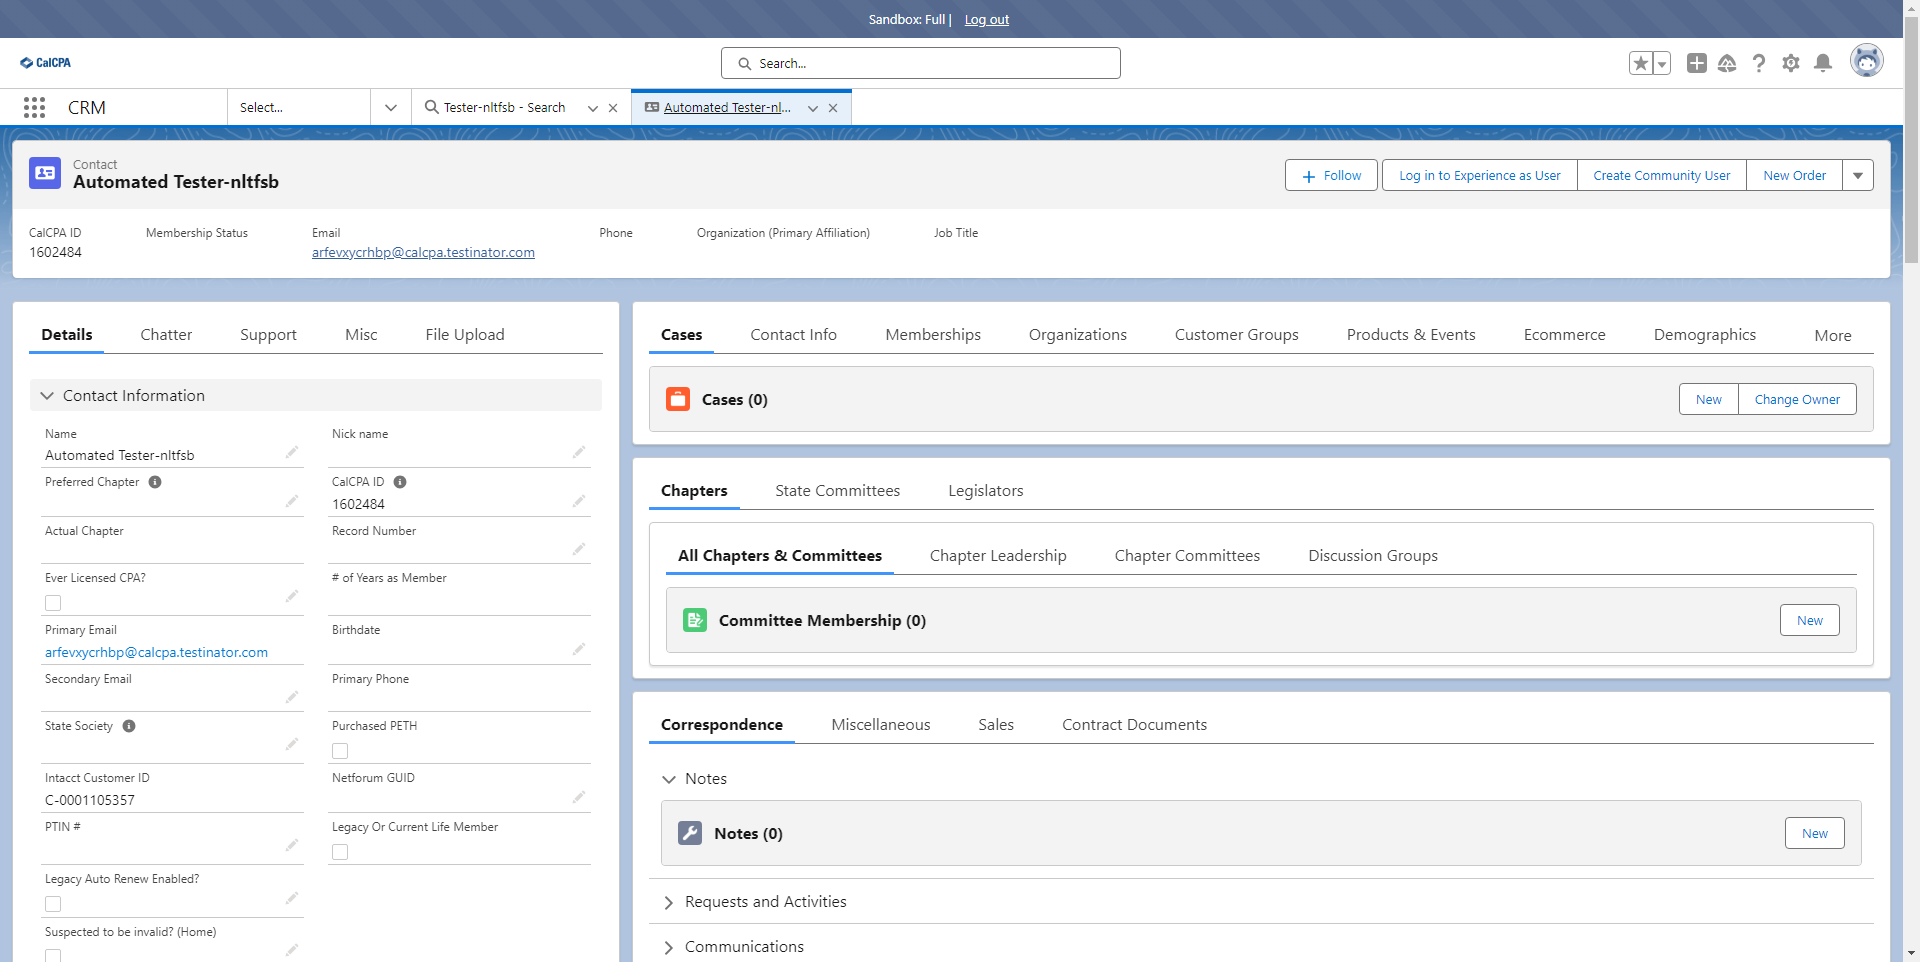 Sandbox: Full | Log out
CalCPA
Search...
CRM
Select...
Tester-nltfsb - Search
Automated Tester-nl...
Contact
Automated Tester-nltfsb
Follow
Log in to Experience as User
Create Community User
New Order
CalCPA ID
1602484
Membership Status
Email
arfevxycrhbp@calcpa.testinator.com
Phone
Organization (Primary Affiliation)
Job Title
Details
Chatter
Support
Misc
File Upload
Contact Information
Name
Automated Tester-nltfsb
Nick name
Preferred Chapter
CalCPA ID
1602484
Actual Chapter
Record Number
Ever Licensed CPA?
# of Years as Member
Primary Email
arfevxycrhbp@calcpa.testinator.com
Birthdate
Secondary Email
Primary Phone
State Society
Purchased PETH
Intacct Customer ID
C-0001105357
Netforum GUID
PTIN #
Legacy Or Current Life Member
Legacy Auto Renew Enabled?
Suspected to be invalid? (Home)
Cases
Contact Info
Memberships
Organizations
Customer Groups
Products & Events
Ecommerce
Demographics
More
Cases (0)
New
Change Owner
Chapters
State Committees
Legislators
All Chapters & Committees
Chapter Leadership
Chapter Committees
Discussion Groups
Committee Membership (0)
New
Correspondence
Miscellaneous
Sales
Contract Documents
Notes
Notes (0)
New
Requests and Activities
Communications